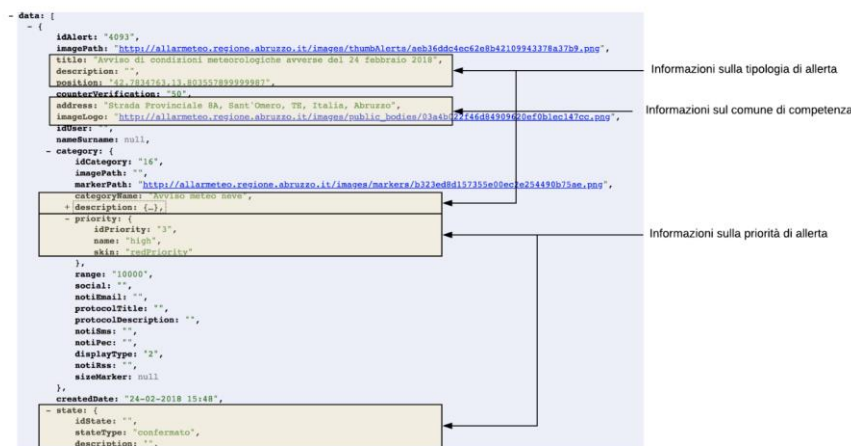 - data: [
- {
idAlert: "4093",
imagePath: "http://allarmeteo.regione.abruzzo.it/images/thumbAlerts/aeb36ddc4ec62e8b42109943378a37b9.png",
title: "Avviso di condizioni meteorologiche avverse del 24 febbraio 2018",
description: "",
position: "42.7834763,13.803557899999987",
counterVerification: "50",
address: "Strada Provinciale 8A, Sant'Omero, TE, Italia, Abruzzo",
imageLogo: "http://allarmeteo.regione.abruzzo.it/images/public_bodies/03a4b022f46d84909620ef0b1ec147cc.png",
idUser: "",
nameSurname: null,
- category: {
idCategory: "16",
imagePath: "",
markerPath: "http://allarmeteo.regione.abruzzo.it/images/markers/b323ed8d157355e00ec2e254490b75ae.png",
categoryName: "Avviso meteo neve",
+ description: {…},
- priority: {
idPriority: "3",
name: "high",
skin: "redPriority"
},
range: "10000",
social: "",
notiEmail: "",
protocolTitle: "",
protocolDescription: "",
notiSms: "",
notiPec: "",
displayType: "2",
notiRss: "",
sizeMarker: null
},
createdDate: "24-02-2018 15:48",
- state: {
idState: "",
stateType: "confermato",
description: "",
Informazioni sulla tipologia di allerta
Informazioni sul comune di competenza
Informazioni sulla priorità di allerta